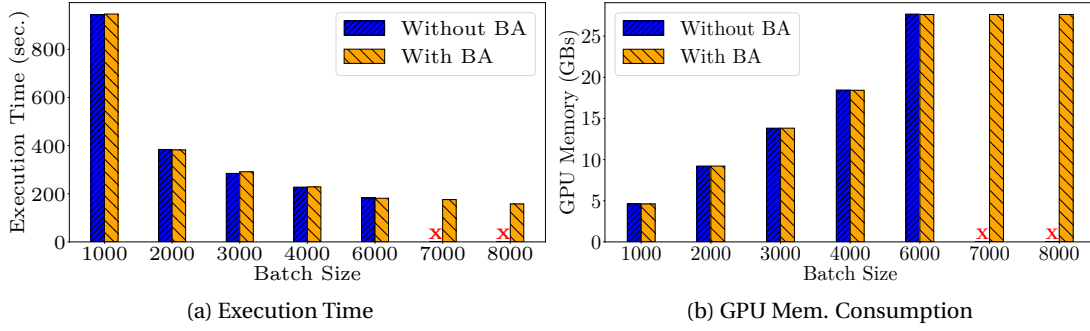 Execution Time (sec.)
800
600
400
200
0
Without BA
With BA
x x
1000 2000 3000 4000 6000 7000 8000
Batch Size
(a) Execution Time
GPU Memory (GBs)
25
20
15
10
5
0
Without BA
With BA
x x
1000 2000 3000 4000 6000 7000 8000
Batch Size
(b) GPU Mem. Consumption